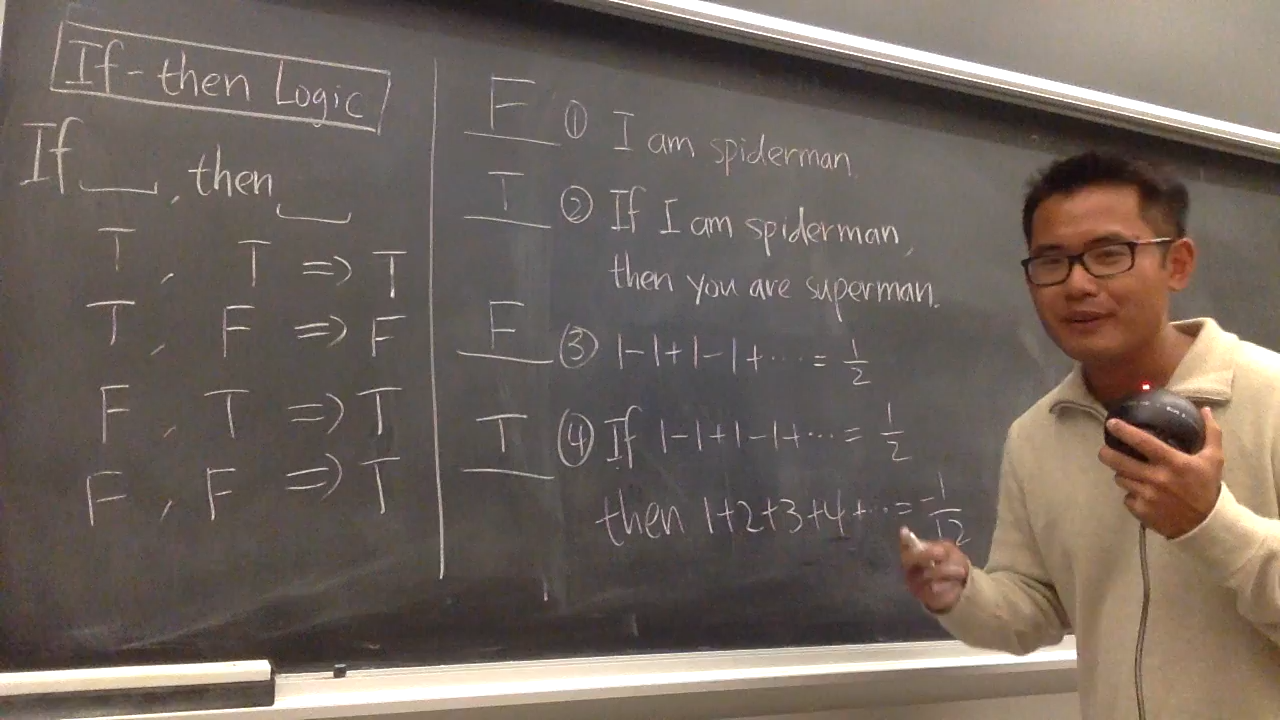 If-then Logic
If ___, then ___
T, T => T
T, F => F
F, T => T
F, F => T
F ① I am spiderman.
T ② If I am spiderman,
then you are superman.
F ③ 1-1+1-1+... = 1/2
T ④ If 1-1+1-1+... = 1/2
then 1+2+3+4+... = -1/12